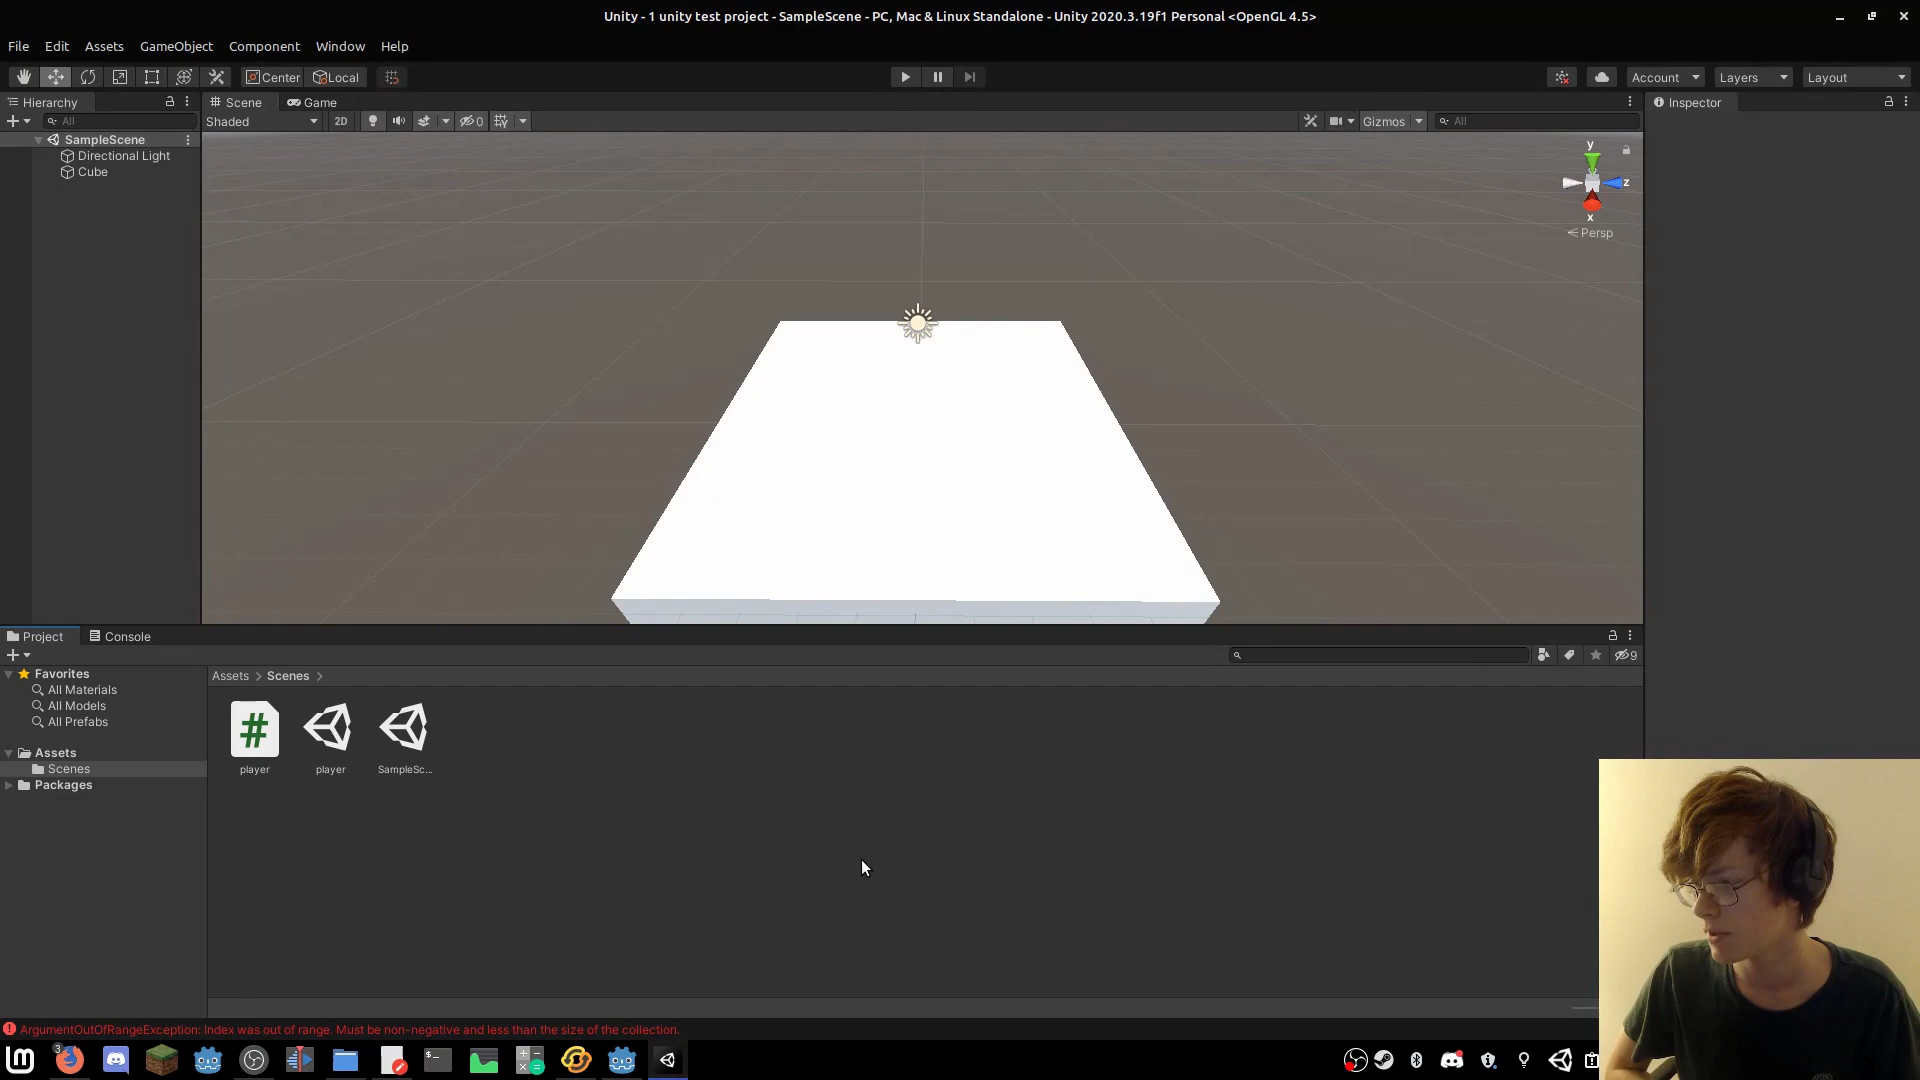 Unity - 1 unity test project - SampleScene - PC, Mac & Linux Standalone - Unity 2020.3.19f1 Personal <OpenGL 4.5>
File Edit Assets GameObject Component Window Help
Center Local Account Layers Layout
Hierarchy Scene Game Inspector
All Shaded 2D 0 Gizmos All
SampleScene
Directional Light
Cube
y
z
x
Persp
Project Console
9
Favorites
All Materials
All Models
All Prefabs
Assets
Scenes
Packages
Assets > Scenes >
player player SampleSc...
ArgumentOutOfRangeException: Index was out of range. Must be non-negative and less than the size of the collection.
3